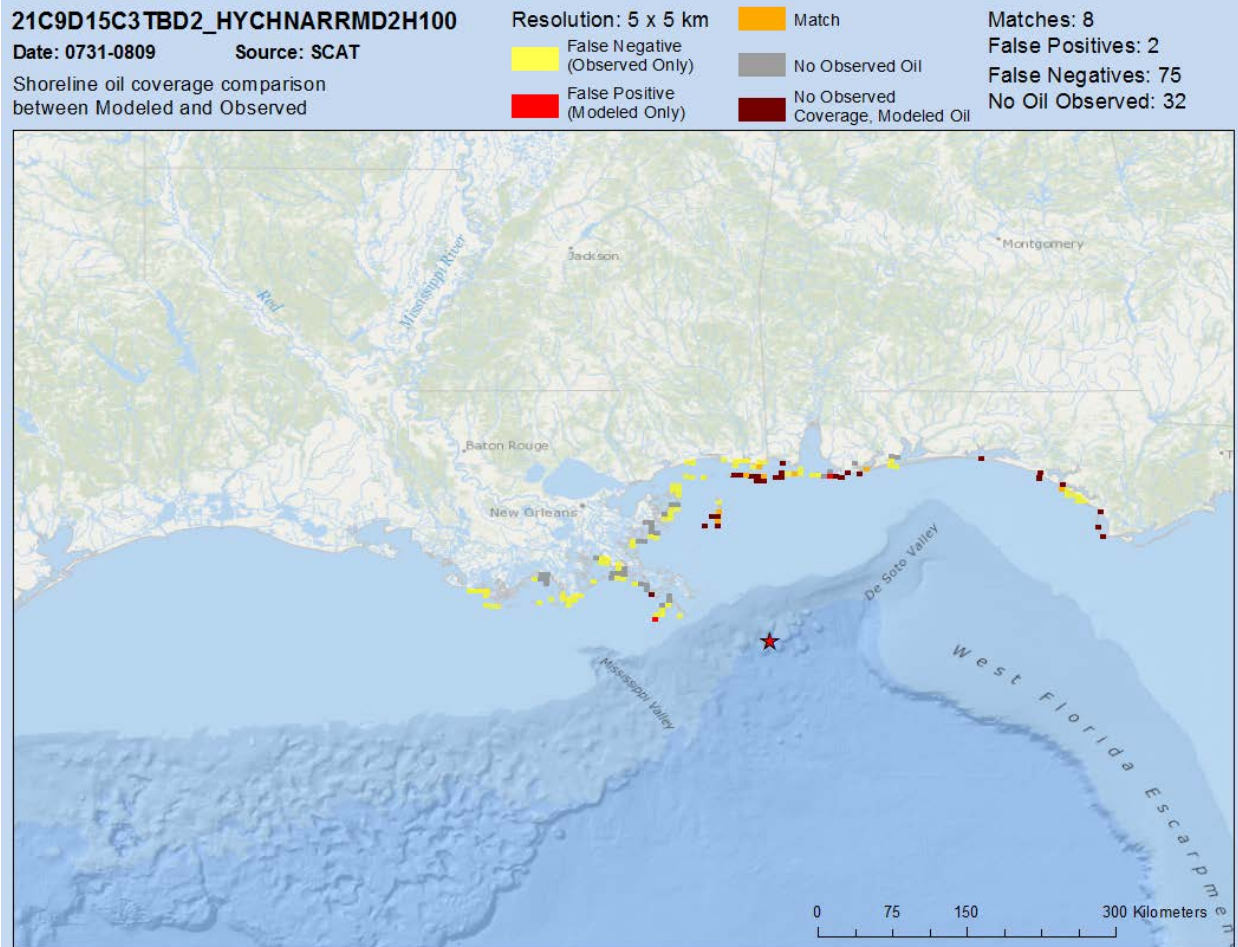 21C9D15C3TBD2_HYCHNARRMD2H100
Date: 0731-0809 Source: SCAT
Shoreline oil coverage comparison
between Modeled and Observed
Resolution: 5 x 5 km
False Negative
(Observed Only)
False Positive
(Modeled Only)
Match
No Observed Oil
No Observed
Coverage, Modeled Oil
Matches: 8
False Positives: 2
False Negatives: 75
No Oil Observed: 32
Montgomery
Jackson
Mississippi River
Red
Baton Rouge
T
New Orleans
De Soto Valley
Mississippi Valley
West Florida Escarpmen
0 75 150 300 Kilometers